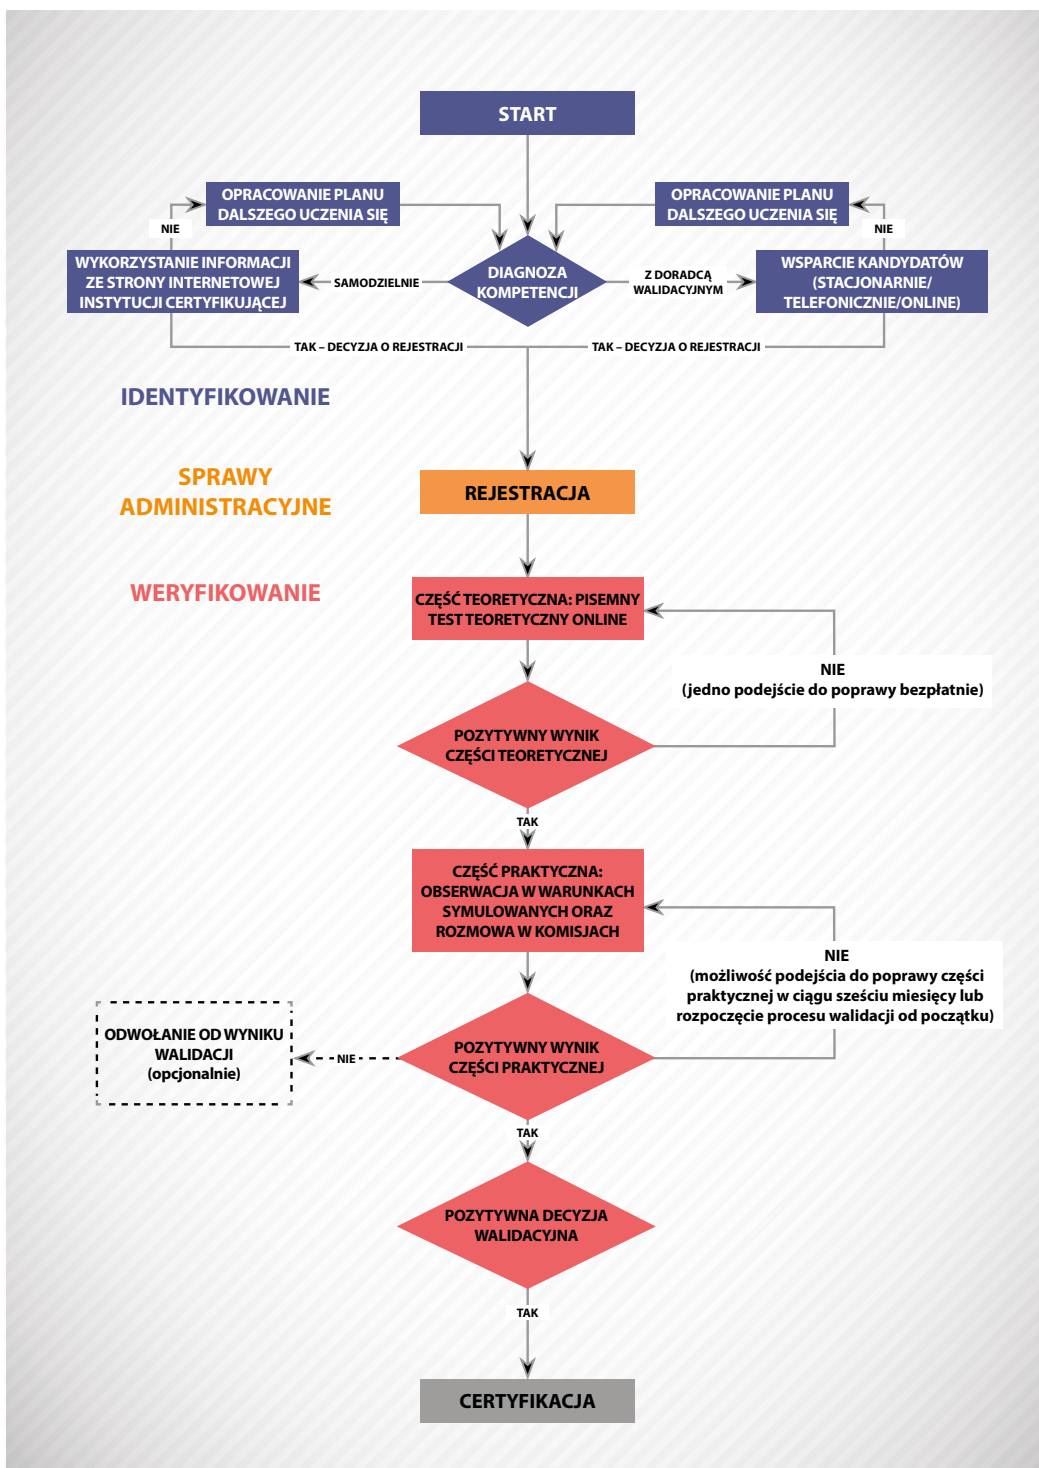 START
OPRACOWANIE PLANU
DALSZEGO UCZENIA SIĘ
OPRACOWANIE PLANU
DALSZEGO UCZENIA SIĘ
NIE
NIE
WYKORZYSTANIE INFORMACJI
ZE STRONY INTERNETOWEJ
INSTYTUCJI CERTYFIKUJĄCEJ
SAMODZIELNIE
DIAGNOZA
KOMPETENCJI
Z DORADCĄ
WALIDACYJNYM
WSPARCIE KANDYDATÓW
(STACJONARNIE/
TELEFONICZNIE/ONLINE)
TAK – DECYZJA O REJESTRACJI
TAK – DECYZJA O REJESTRACJI
IDENTYFIKOWANIE
SPRAWY
ADMINISTRACYJNE
REJESTRACJA
WERYFIKOWANIE
CZĘŚĆ TEORETYCZNA: PISEMNY
TEST TEORETYCZNY ONLINE
NIE
(jedno podejście do poprawy bezpłatnie)
POZYTYWNY WYNIK
CZĘŚCI TEORETYCZNEJ
TAK
CZĘŚĆ PRAKTYCZNA:
OBSERWACJA W WARUNKACH
SYMULOWANYCH ORAZ
ROZMOWA W KOMISJACH
NIE
(możliwość podejścia do poprawy części
praktycznej w ciągu sześciu miesięcy lub
rozpoczęcie procesu walidacji od początku)
ODWOŁANIE OD WYNIKU
WALIDACJI
(opcjonalnie)
NIE
POZYTYWNY WYNIK
CZĘŚCI PRAKTYCZNEJ
TAK
POZYTYWNA DECYZJA
WALIDACYJNA
TAK
CERTYFIKACJA